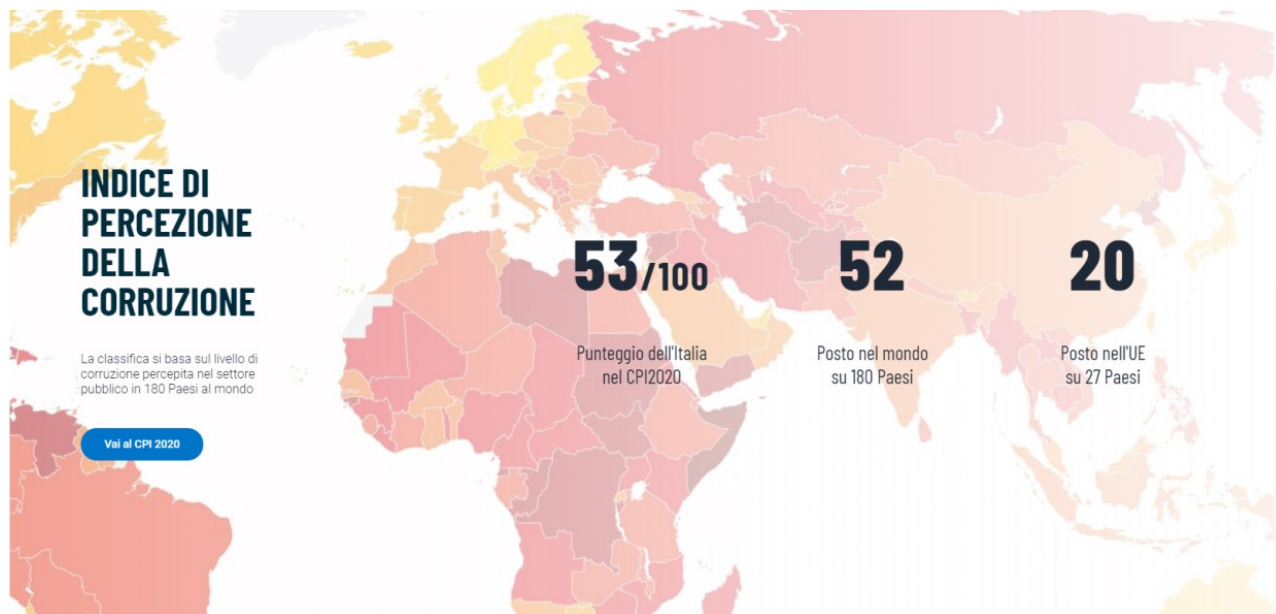 INDICE DI
PERCEZIONE
DELLA
CORRUZIONE
La classifica si basa sul livello di
corruzione percepita nel settore
pubblico in 180 Paesi al mondo
Vai al CPI 2020
53/100
Punteggio dell'Italia
nel CPI2020
52
Posto nel mondo
su 180 Paesi
20
Posto nell'UE
su 27 Paesi